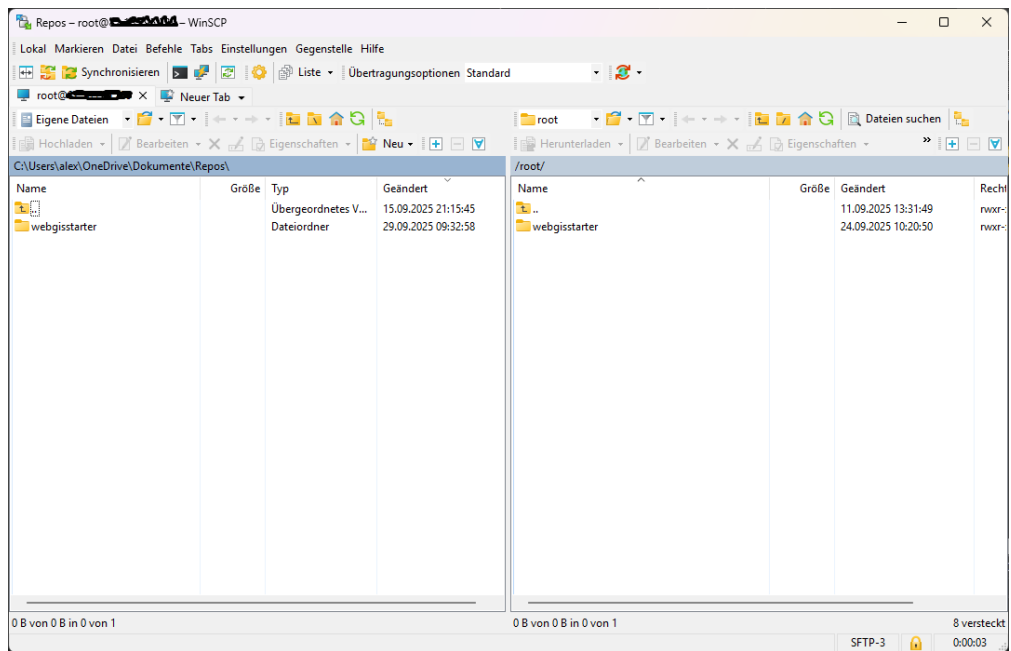 Repos – root@ – WinSCP
Lokal Markieren Datei Befehle Tabs Einstellungen Gegenstelle Hilfe
Synchronisieren Liste Übertragungsoptionen Standard
root@ Neuer Tab
Eigene Dateien
Hochladen Bearbeiten Eigenschaften Neu
C:\Users\alex\OneDrive\Dokumente\Repos\
Name Größe Typ Geändert
.. Übergeordnetes V... 15.09.2025 21:15:45
webgisstarter Dateiordner 29.09.2025 09:32:58
0 B von 0 B in 0 von 1
root Dateien suchen
Herunterladen Bearbeiten Eigenschaften »
/root/
Name Größe Geändert Recht
.. 11.09.2025 13:31:49 rwxr-
webgisstarter 24.09.2025 10:20:50 rwxr-
0 B von 0 B in 0 von 1 8 versteckt
SFTP-3 0:00:03